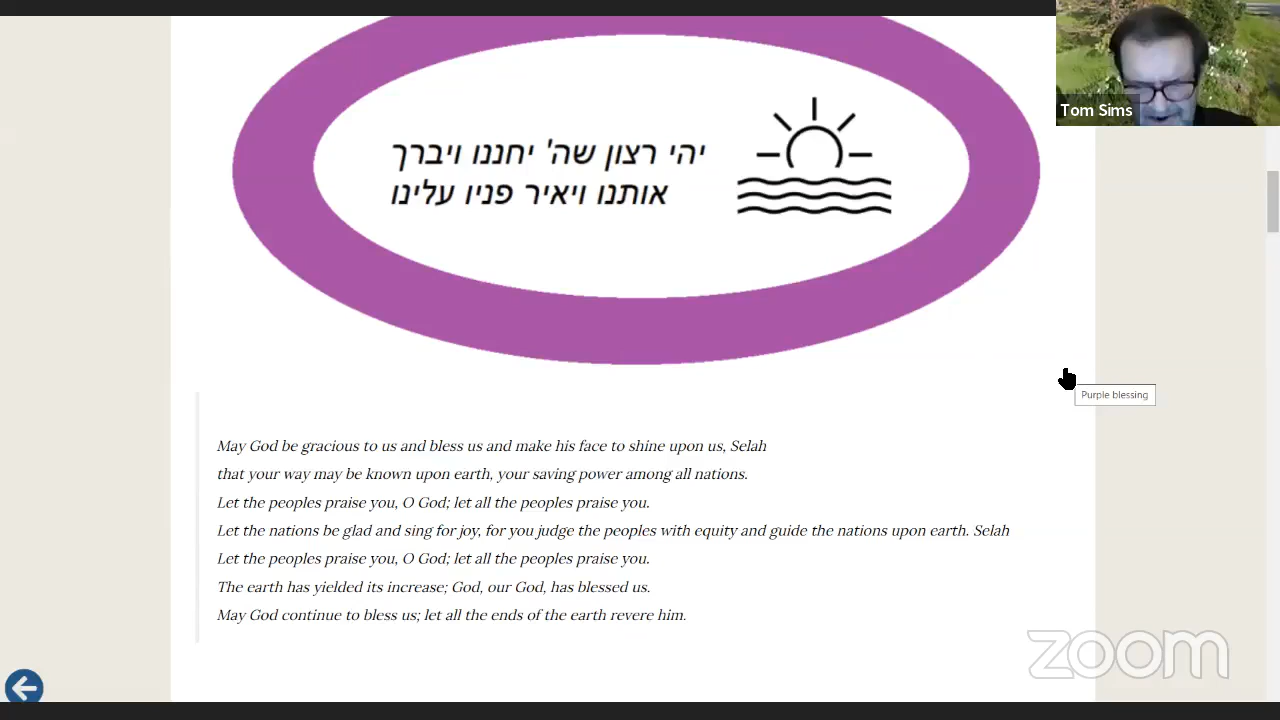 Tom Sims
יהי רצון שה' יחננו ויברך
אותנו ויאיר פניו עלינו
Purple blessing
May God be gracious to us and bless us and make his face to shine upon us, Selah
that your way may be known upon earth, your saving power among all nations.
Let the peoples praise you, O God; let all the peoples praise you.
Let the nations be glad and sing for joy, for you judge the peoples with equity and guide the nations upon earth. Selah
Let the peoples praise you, O God; let all the peoples praise you.
The earth has yielded its increase; God, our God, has blessed us.
May God continue to bless us; let all the ends of the earth revere him.
zoom